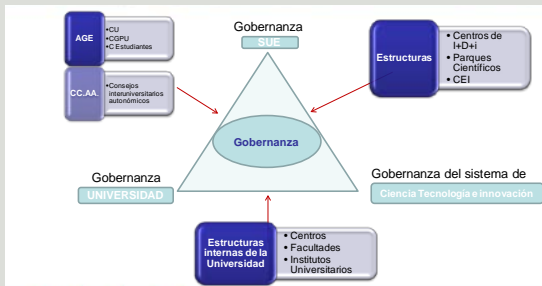 Gobernanza
SUE
AGE
•CU
•CGPU
•C Estudiantes
CC.AA.
•Consejos
interuniversitarios
autonómicos
Estructuras
• Centros de
I+D+i
• Parques
Científicos
• CEI
Gobernanza
Gobernanza
UNIVERSIDAD
Gobernanza del sistema de
Ciencia Tecnología e innovación
Estructuras
internas de la
Universidad
• Centros
• Facultades
• Institutos
Universitarios